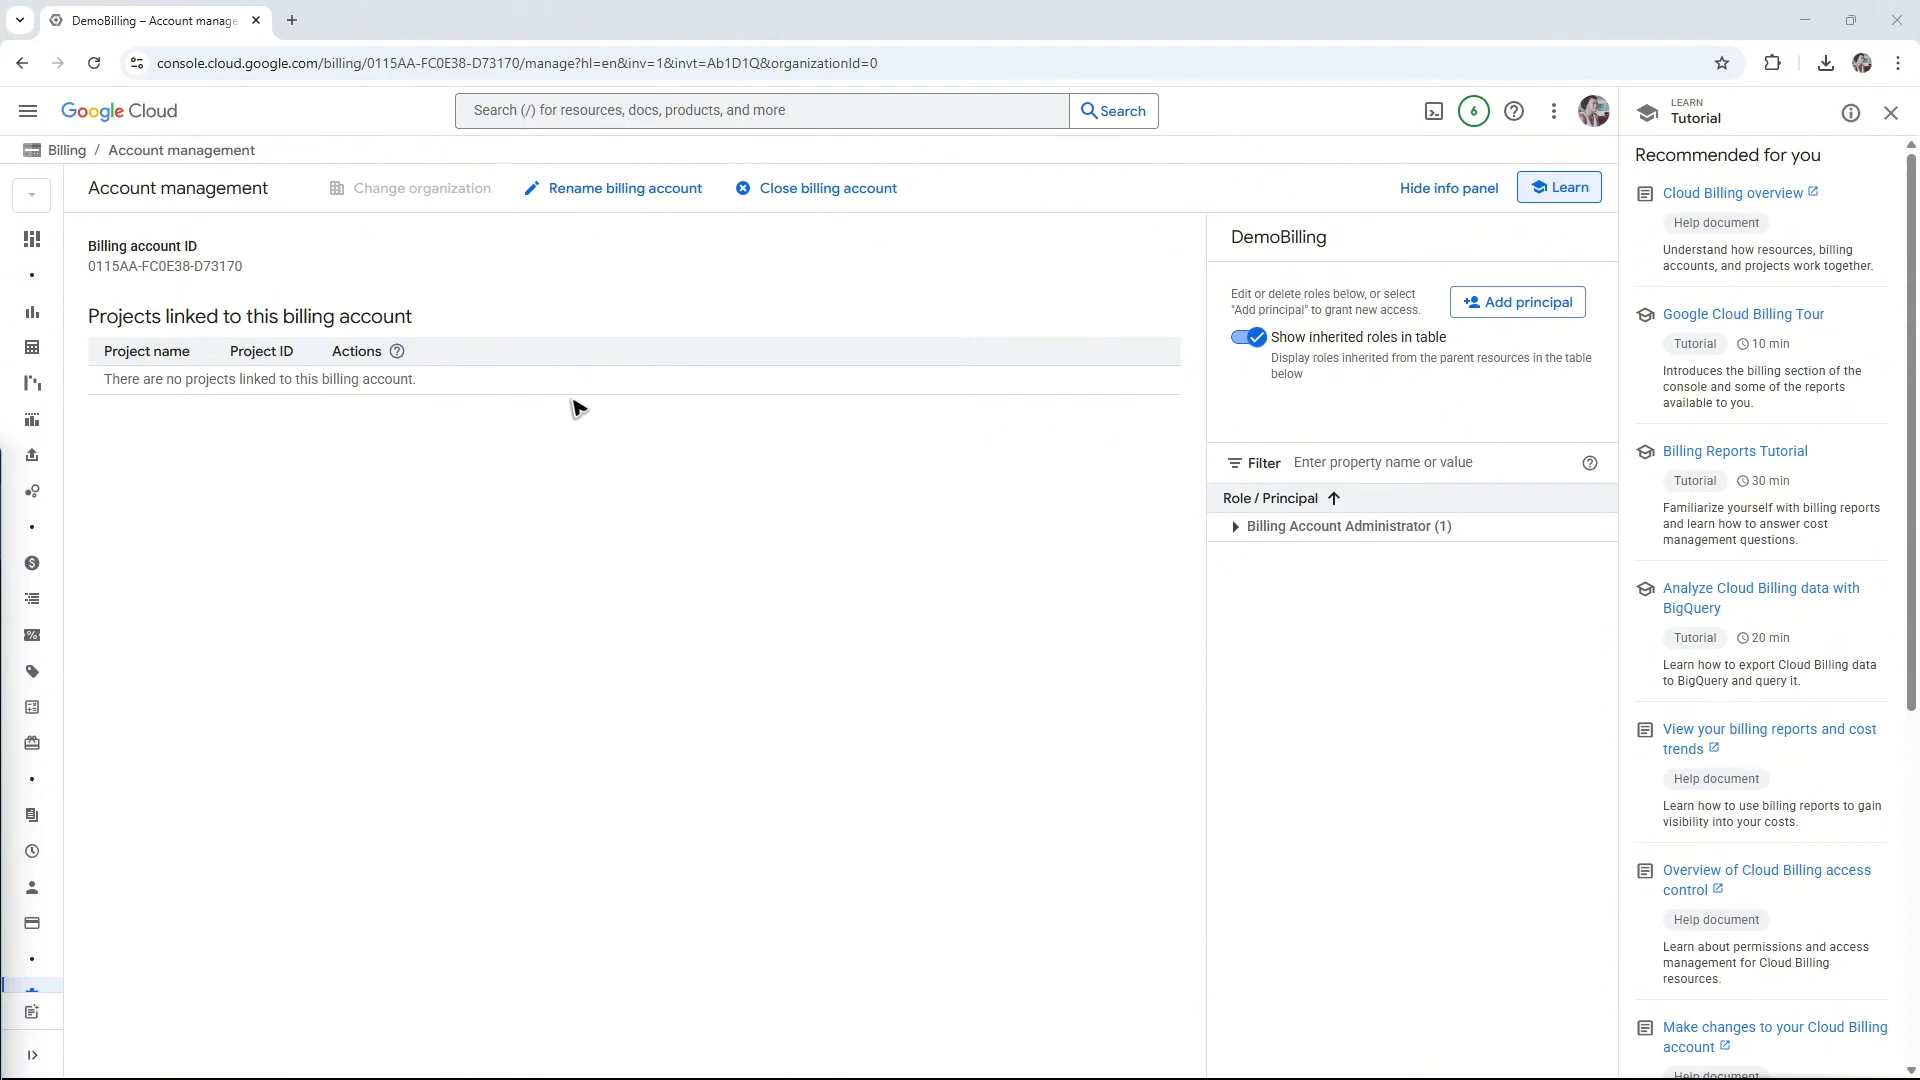 DemoBilling – Account manage
console.cloud.google.com/billing/0115AA-FC0E38-D73170/manage?hl=en&inv=1&invt=Ab1D1Q&organizationId=0
Google Cloud
Search (/) for resources, docs, products, and more
Search
6
LEARN
Tutorial
Billing / Account management
Account management
Change organization
Rename billing account
Close billing account
Hide info panel
Learn
Billing account ID
0115AA-FC0E38-D73170
Projects linked to this billing account
Project name Project ID Actions
There are no projects linked to this billing account.
DemoBilling
Edit or delete roles below, or select
"Add principal" to grant new access.
Add principal
Show inherited roles in table
Display roles inherited from the parent resources in the table
below
Filter Enter property name or value
Role / Principal
Billing Account Administrator (1)
Recommended for you
Cloud Billing overview
Help document
Understand how resources, billing
accounts, and projects work together.
Google Cloud Billing Tour
Tutorial 10 min
Introduces the billing section of the
console and some of the reports
available to you.
Billing Reports Tutorial
Tutorial 30 min
Familiarize yourself with billing reports
and learn how to answer cost
management questions.
Analyze Cloud Billing data with
BigQuery
Tutorial 20 min
Learn how to export Cloud Billing data
to BigQuery and query it.
View your billing reports and cost
trends
Help document
Learn how to use billing reports to gain
visibility into your costs.
Overview of Cloud Billing access
control
Help document
Learn about permissions and access
management for Cloud Billing
resources.
Make changes to your Cloud Billing
account
Help document